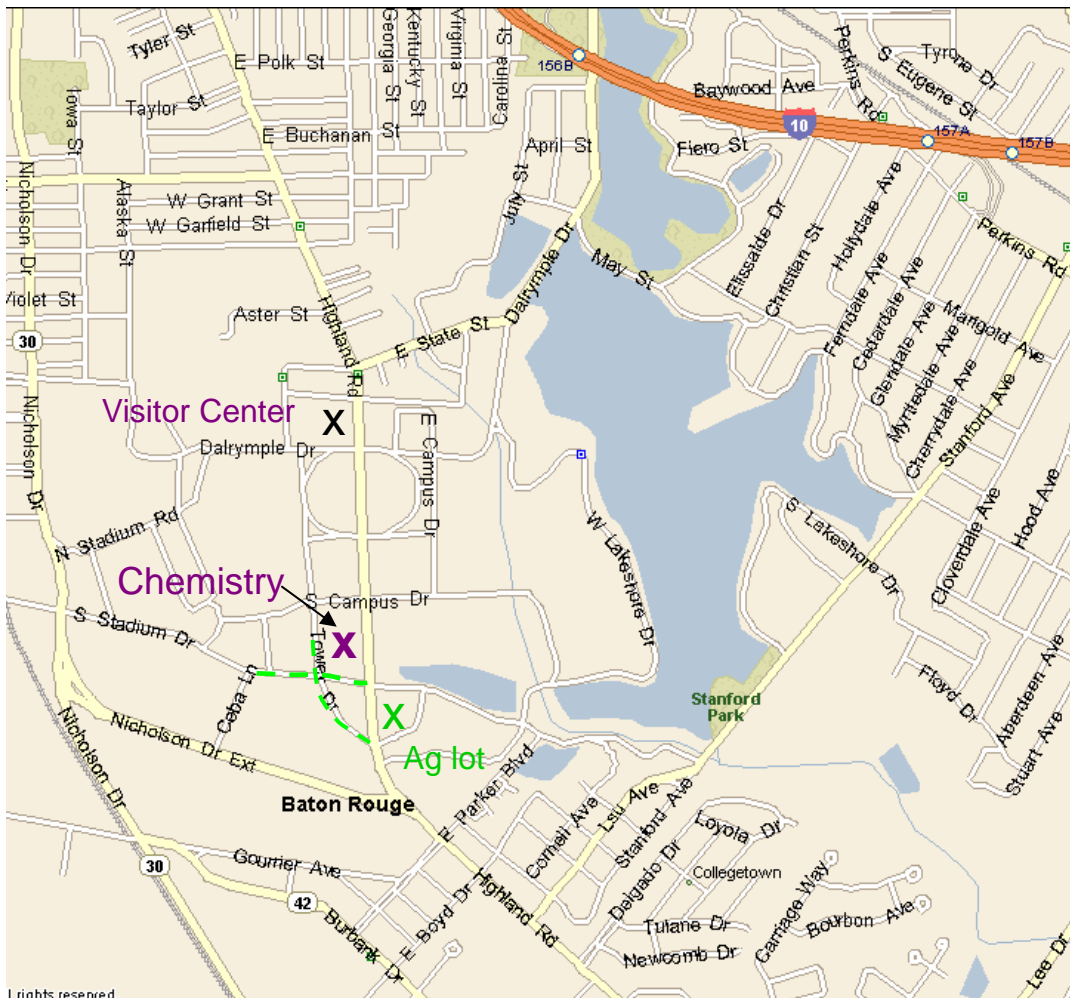 Tyler St
E Polk St
Georgia St
Kentucky St
Virginia St
Caroline St
156B
Perkins Rd
Tyrone Dr
S Eugene St
Baywood Ave
Iowa St
Taylor St
E Buchanan St
10
157A
157B
April St
Fiero St
Nicholson Dr
Alaska St
W Grant St
W Garfield St
July St
Dalrymple Dr
May St
Elissalde Dr
Christian St
Hollydale Ave
Perkins Rd
Violet St
Aster St
Highland Rd
E State St
Ferndale Ave
Cedardale Ave
Glendale Ave
Myrtledale Ave
Cherrydale Ave
Marigold Ave
Stanford Ave
30
Nicholson Dr
Visitor Center
X
Dalrymple Dr
E Campus Dr
N Stadium Rd
W Lakeshore Dr
S Lakeshore Dr
Cloverdale Ave
Hood Ave
Chemistry
S Campus Dr
X
S Stadium Dr
Tower Dr
Ceba Ln
X
Ag lot
Stanford
Park
Floyd Dr
Aberdeen Ave
Stuart Ave
Nicholson Dr
Nicholson Dr Ext
Baton Rouge
E Parker Blvd
Cornell Ave
Lsu Ave
Stanford Ave
Loyola Dr
Delgado Dr
Collegetown
Carriage Way
Bourbon Ave
30
Gourrier Ave
42
Burbank Dr
E Boyd Dr
Highland Rd
Tulane Dr
Newcomb Dr
Lee Dr
l rights reserved